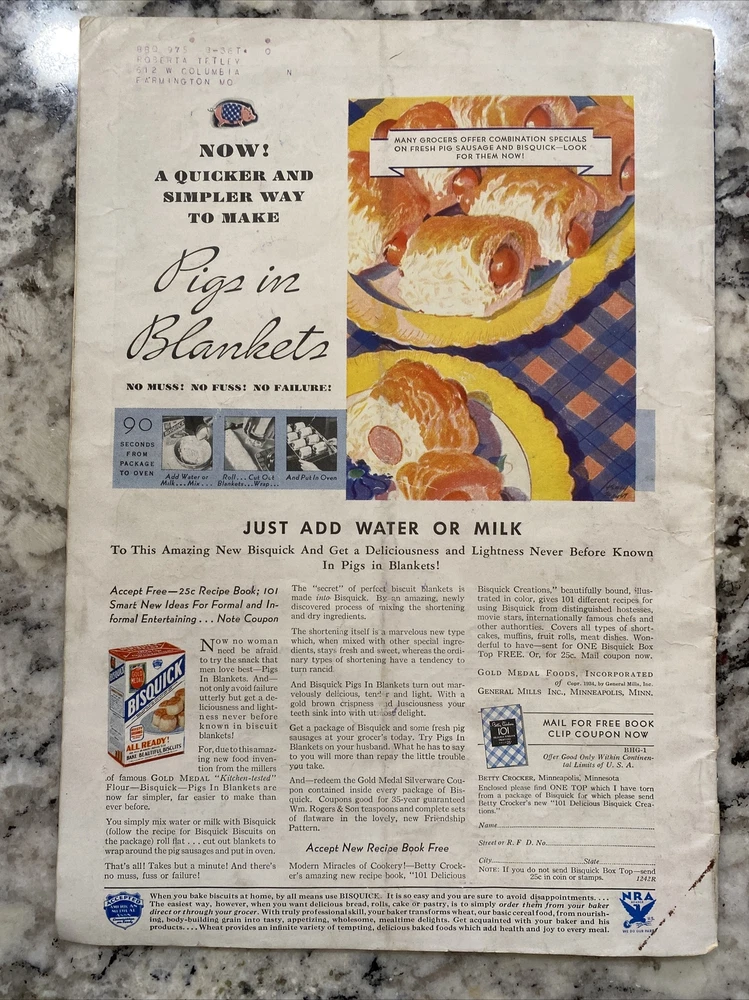 BBG 975 9-36T• 0
ROBERTA TETLEY
612 W COLUMBIA N
FARMINGTON MO
NOW!
A QUICKER AND
SIMPLER WAY
TO MAKE
Pigs in
Blankets
NO MUSS! NO FUSS! NO FAILURE!
MANY GROCERS OFFER COMBINATION SPECIALS
ON FRESH PIG SAUSAGE AND BISQUICK—LOOK
FOR THEM NOW!
90
SECONDS
FROM
PACKAGE
TO OVEN
Add Water or
Milk...Mix...
Roll...Cut Out
Blankets...Wrap...
And Put In Oven
JUST ADD WATER OR MILK
To This Amazing New Bisquick And Get a Deliciousness and Lightness Never Before Known
In Pigs in Blankets!
Accept Free—25c Recipe Book; 101
Smart New Ideas For Formal and In-
formal Entertaining . . . Note Coupon
GOLD MEDAL
BISQUICK
ALL READY!
BAKE BEAUTIFUL BISCUITS
Now no woman
need be afraid
to try the snack that
men love best—Pigs
In Blankets. And—
not only avoid failure
utterly but get a de-
liciousness and light-
ness never before
known in biscuit
blankets!
For, due to this amaz-
ing new food inven-
tion from the millers
of famous GOLD MEDAL "Kitchen-tested"
Flour—Bisquick—Pigs In Blankets are
now far simpler, far easier to make than
ever before.
You simply mix water or milk with Bisquick
(follow the recipe for Bisquick Biscuits on
the package) roll flat . . . cut out blankets to
wrap around the pig sausages and put in oven.
That's all! Takes but a minute! And there's
no muss, fuss or failure!
The "secret" of perfect biscuit blankets is
made into Bisquick. By an amazing, newly
discovered process of mixing the shortening
and dry ingredients.
The shortening itself is a marvelous new type
which, when mixed with other special ingre-
dients, stays fresh and sweet, whereas the ordi-
nary types of shortening have a tendency to
turn rancid.
And Bisquick Pigs In Blankets turn out mar-
velously delicious, tender and light. With a
gold brown crispness and lusciousness your
teeth sink into with utmost delight.
Get a package of Bisquick and some fresh pig
sausages at your grocer's today. Try Pigs In
Blankets on your husband. What he has to say
to you will more than repay the little trouble
you take.
And—redeem the Gold Medal Silverware Cou-
pon contained inside every package of Bis-
quick. Coupons good for 35-year guaranteed
Wm. Rogers & Son teaspoons and complete sets
of flatware in the lovely, new Friendship
Pattern.
Accept New Recipe Book Free
Modern Miracles of Cookery!—Betty Crock-
er's amazing new recipe book, "101 Delicious
Bisquick Creations," beautifully bound, illus-
trated in color, gives 101 different recipes for
using Bisquick from distinguished hostesses,
movie stars, internationally famous chefs and
other authorities. Covers all types of short-
cakes, muffins, fruit rolls, meat dishes. Won-
derful to have—sent for ONE Bisquick Box
Top FREE. Or, for 25c. Mail coupon now.
GOLD MEDAL FOODS, INCORPORATED
of Copr. 1934, by General Mills, Inc.
GENERAL MILLS INC., MINNEAPOLIS, MINN.
101
MAIL FOR FREE BOOK
CLIP COUPON NOW
BHG-1
Offer Good Only Within Continen-
tal Limits of U. S. A.
BETTY CROCKER, Minneapolis, Minnesota
Enclosed please find ONE TOP which I have torn
from a package of Bisquick for which please send
Betty Crocker's new "101 Delicious Bisquick Crea-
tions."
Name
Street or R. F. D. No.
City State
NOTE: If you do not send Bisquick Box Top—send
25c in coin or stamps. 1242R
ACCEPTED
AMERICAN
MEDICAL
ASSN.
When you bake biscuits at home, by all means use BISQUICK. It is so easy and you are sure to avoid disappointments. . . .
The easiest way, however, when you want delicious bread, rolls, cake or pastry, is to simply order them from your baker
direct or through your grocer. With truly professional skill, your baker transforms wheat, our basic cereal food, from nourish-
ing, body-building grain into tasty, appetizing, wholesome, mealtime delights. Get acquainted with your baker and his
products. . . . Wheat provides an infinite variety of tempting, delicious baked foods which add health and joy to every meal.
NRA
MEMBER
U.S.
WE DO OUR PART